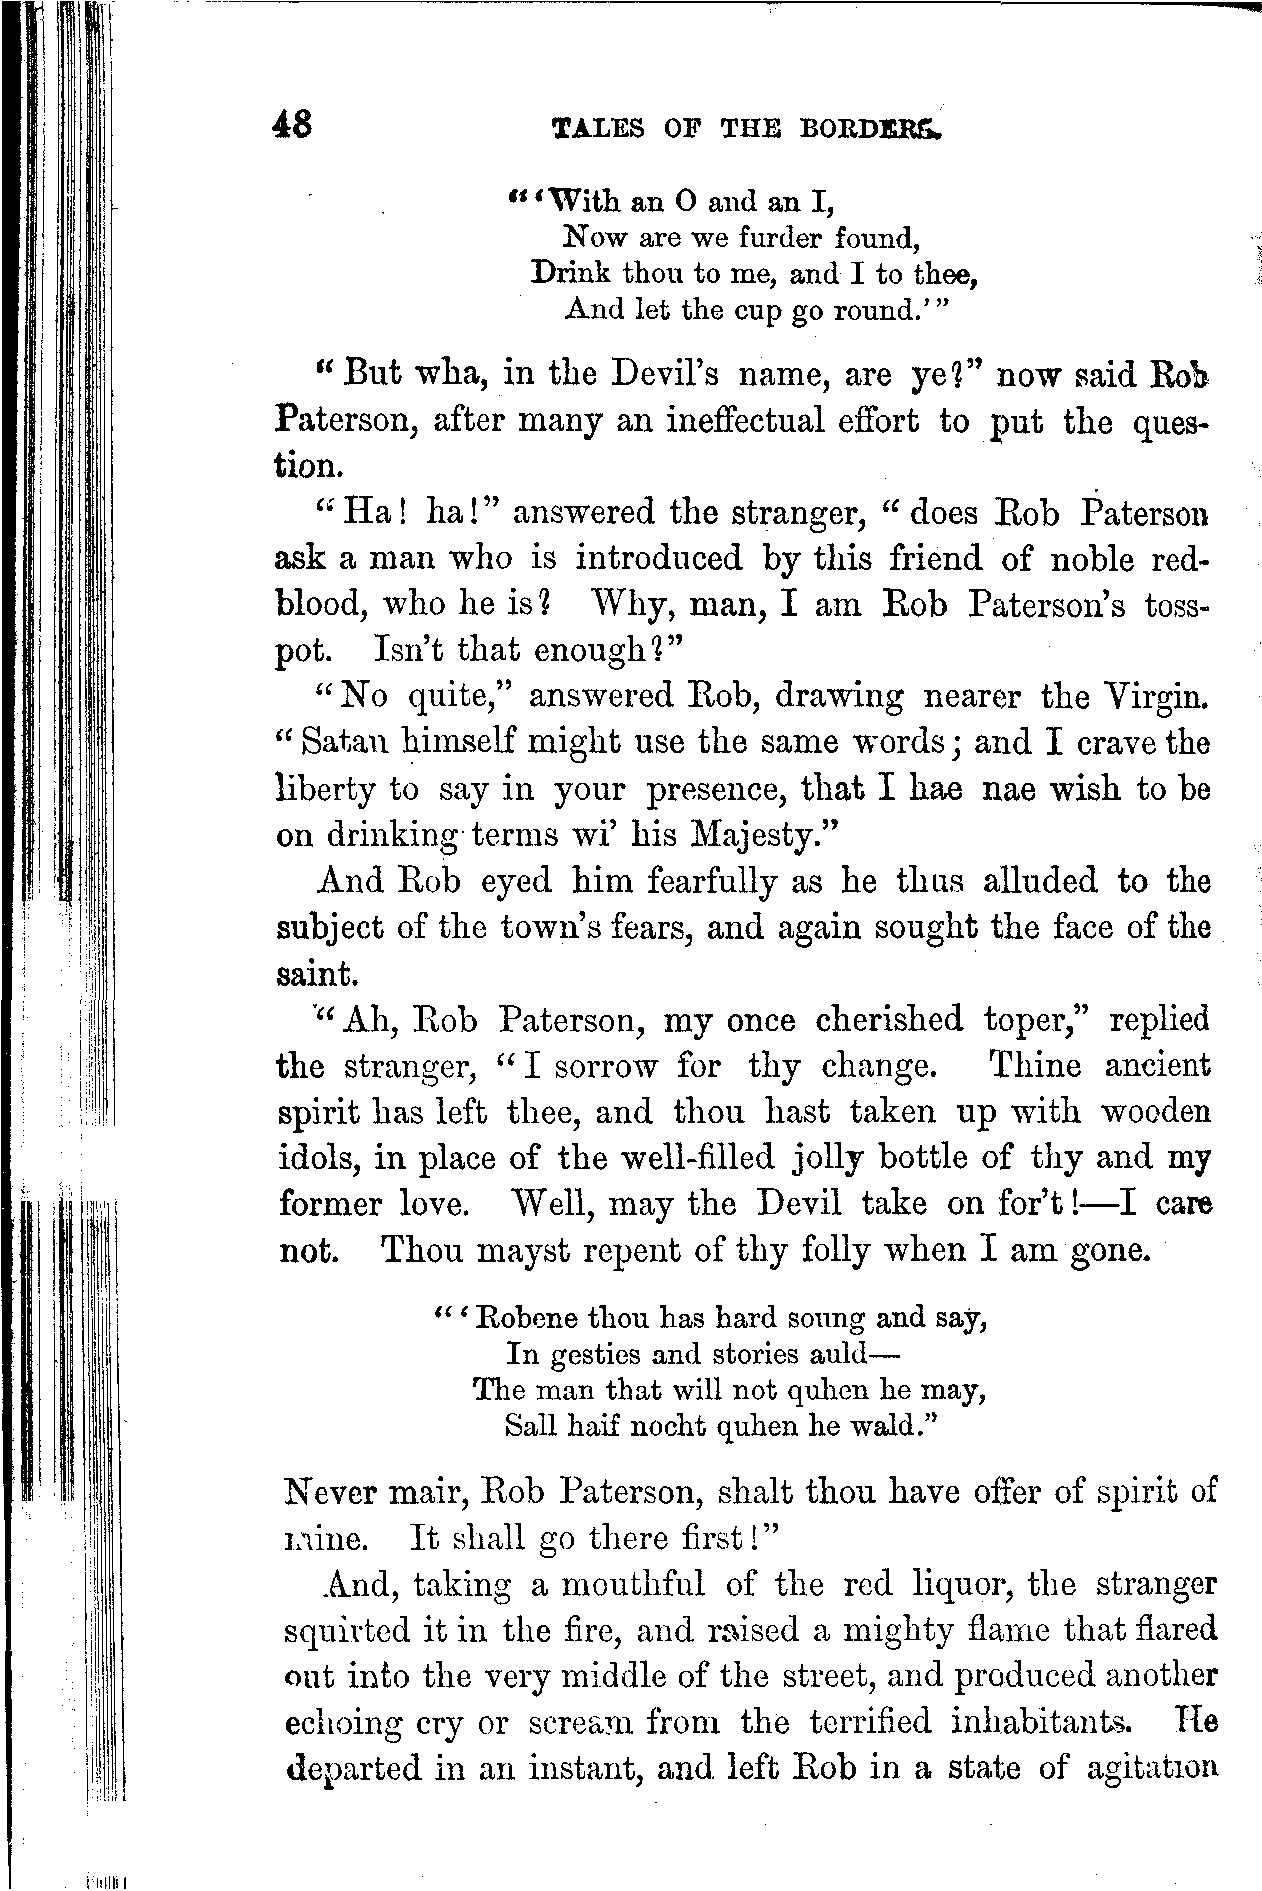 48 TALES OF THE BORDERS.
“‘With an O and an I,
Now are we furder found,
Drink thou to me, and I to thee,
And let the cup go round.’”
“But wha, in the Devil’s name, are ye?” now said Rob
Paterson, after many an ineffectual effort to put the ques-
tion.
“Ha! ha!” answered the stranger, “does Rob Paterson
ask a man who is introduced by this friend of noble red-
blood, who he is? Why, man, I am Rob Paterson’s toss-
pot. Isn’t that enough?”
“No quite,” answered Rob, drawing nearer the Virgin.
“Satan himself might use the same words; and I crave the
liberty to say in your presence, that I hae nae wish to be
on drinking terms wi’ his Majesty.”
And Rob eyed him fearfully as he thus alluded to the
subject of the town’s fears, and again sought the face of the
saint.
“Ah, Rob Paterson, my once cherished toper,” replied
the stranger, “I sorrow for thy change. Thine ancient
spirit has left thee, and thou hast taken up with wooden
idols, in place of the well-filled jolly bottle of thy and my
former love. Well, may the Devil take on for’t!—I care
not. Thou mayst repent of thy folly when I am gone.
“‘Robene thou has hard soung and say,
In gesties and stories auld—
The man that will not quhen he may,
Sall haif nocht quhen he wald.”
Never mair, Rob Paterson, shalt thou have offer of spirit of
mine. It shall go there first!”
And, taking a mouthful of the red liquor, the stranger
squirted it in the fire, and raised a mighty flame that flared
out into the very middle of the street, and produced another
echoing cry or scream from the terrified inhabitants. He
departed in an instant, and left Rob in a state of agitation